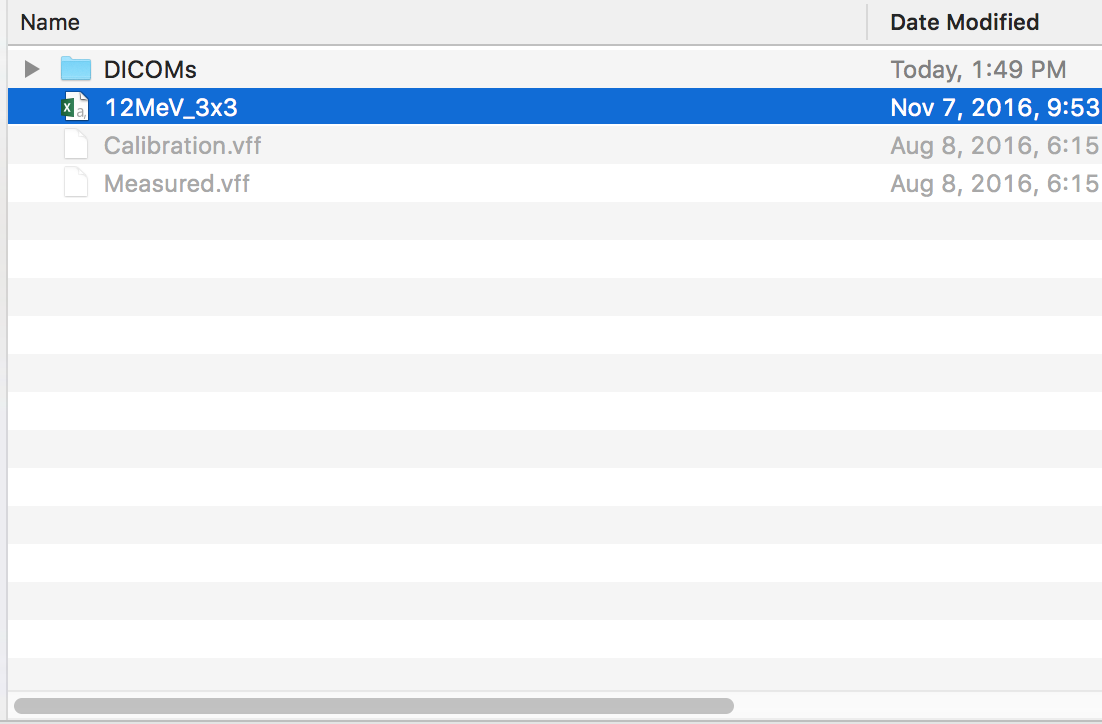 Name Date Modified
DICOMs Today, 1:49 PM
12MeV_3x3 Nov 7, 2016, 9:53
Calibration.vff Aug 8, 2016, 6:15
Measured.vff Aug 8, 2016, 6:15